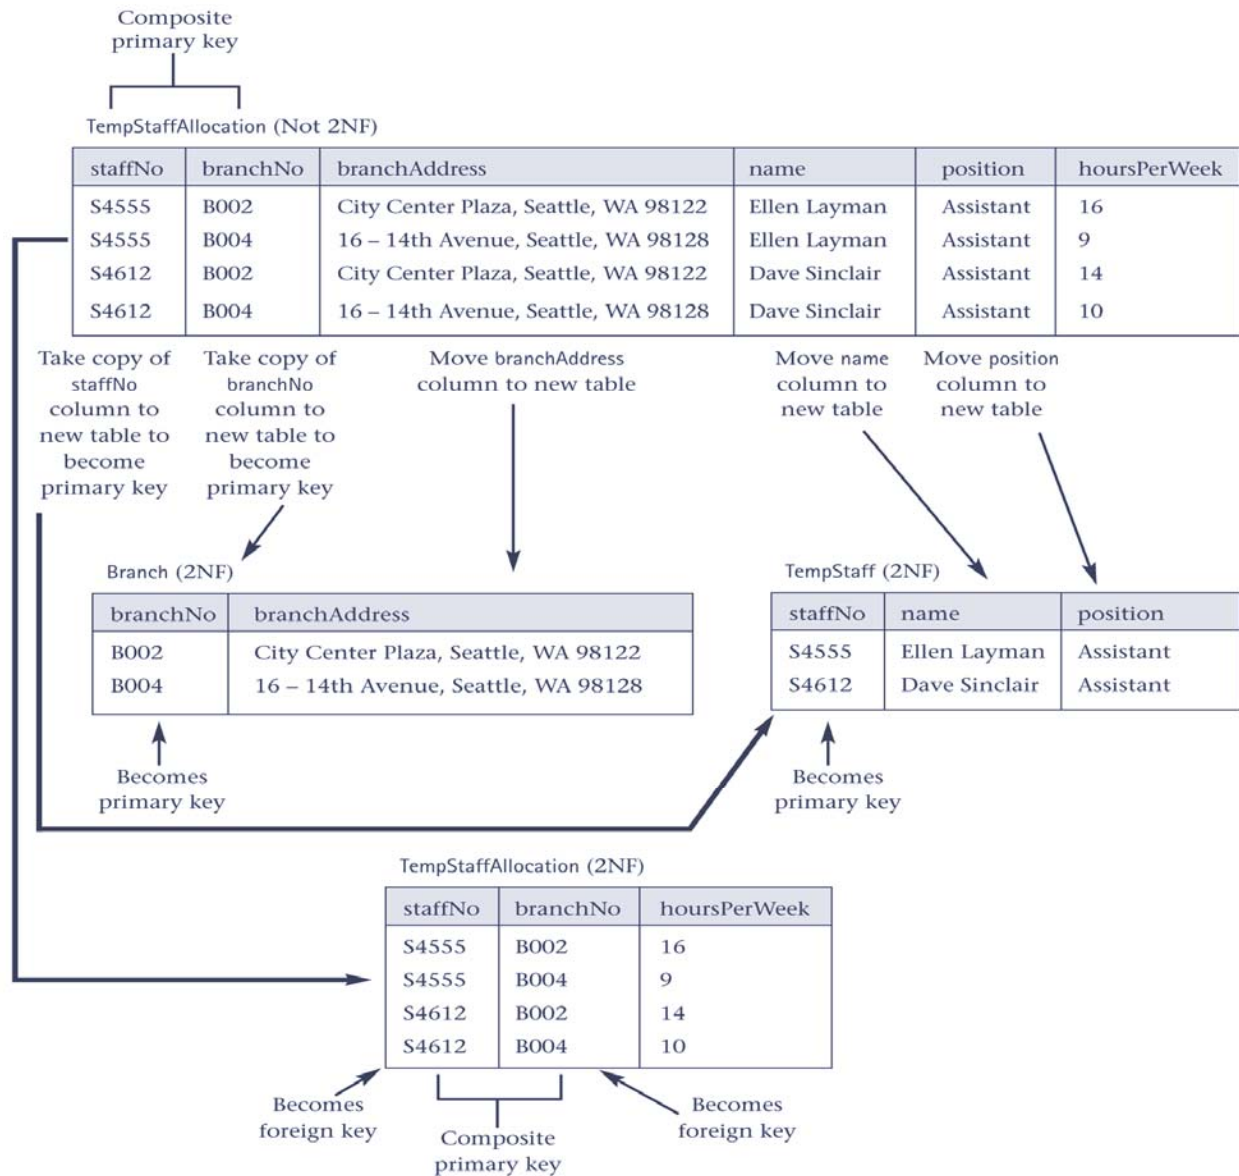 Composite
primary key
TempStaffAllocation (Not 2NF)
staffNo branchNo branchAddress name position hoursPerWeek
S4555 B002 City Center Plaza, Seattle, WA 98122 Ellen Layman Assistant 16
S4555 B004 16 – 14th Avenue, Seattle, WA 98128 Ellen Layman Assistant 9
S4612 B002 City Center Plaza, Seattle, WA 98122 Dave Sinclair Assistant 14
S4612 B004 16 – 14th Avenue, Seattle, WA 98128 Dave Sinclair Assistant 10
Take copy of
staffNo
column to
new table to
become
primary key
Take copy of
branchNo
column to
new table to
become
primary key
Move branchAddress
column to new table
Move name
column to
new table
Move position
column to
new table
Branch (2NF)
branchNo branchAddress
B002 City Center Plaza, Seattle, WA 98122
B004 16 – 14th Avenue, Seattle, WA 98128
Becomes
primary key
TempStaff (2NF)
staffNo name position
S4555 Ellen Layman Assistant
S4612 Dave Sinclair Assistant
Becomes
primary key
TempStaffAllocation (2NF)
staffNo branchNo hoursPerWeek
S4555 B002 16
S4555 B004 9
S4612 B002 14
S4612 B004 10
Becomes
foreign key
Composite
primary key
Becomes
foreign key